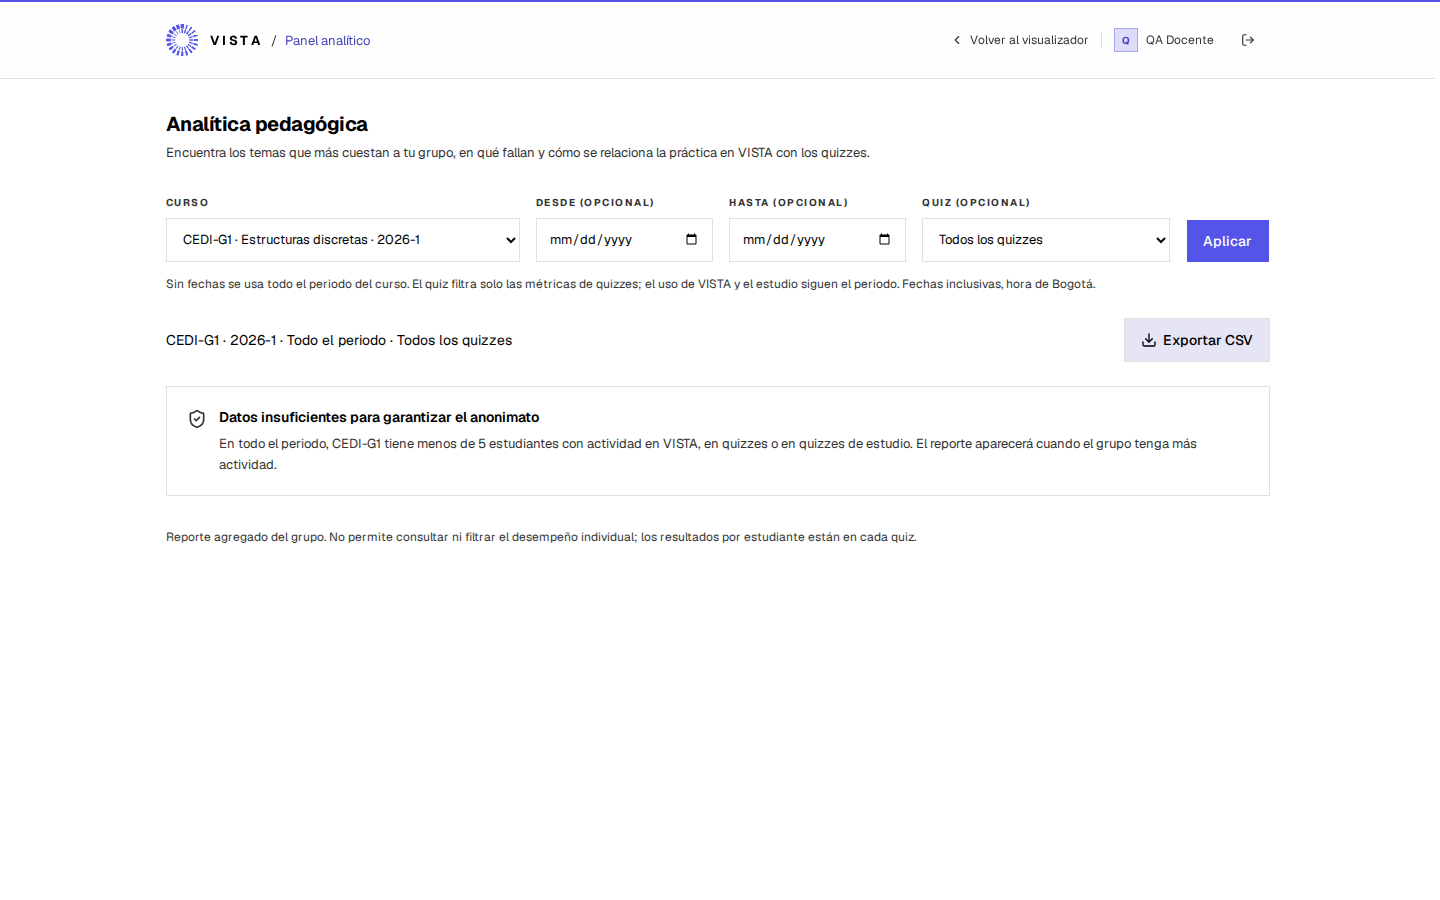 VISTA / Panel analítico
Volver al visualizador
Q QA Docente
Analítica pedagógica
Encuentra los temas que más cuestan a tu grupo, en qué fallan y cómo se relaciona la práctica en VISTA con los quizzes.
CURSO
DESDE (OPCIONAL)
HASTA (OPCIONAL)
QUIZ (OPCIONAL)
CEDI-G1 · Estructuras discretas · 2026-1
mm/dd/yyyy
mm/dd/yyyy
Todos los quizzes
Aplicar
Sin fechas se usa todo el periodo del curso. El quiz filtra solo las métricas de quizzes; el uso de VISTA y el estudio siguen el periodo. Fechas inclusivas, hora de Bogotá.
CEDI-G1 · 2026-1 · Todo el periodo · Todos los quizzes
Exportar CSV
Datos insuficientes para garantizar el anonimato
En todo el periodo, CEDI-G1 tiene menos de 5 estudiantes con actividad en VISTA, en quizzes o en quizzes de estudio. El reporte aparecerá cuando el grupo tenga más
actividad.
Reporte agregado del grupo. No permite consultar ni filtrar el desempeño individual; los resultados por estudiante están en cada quiz.